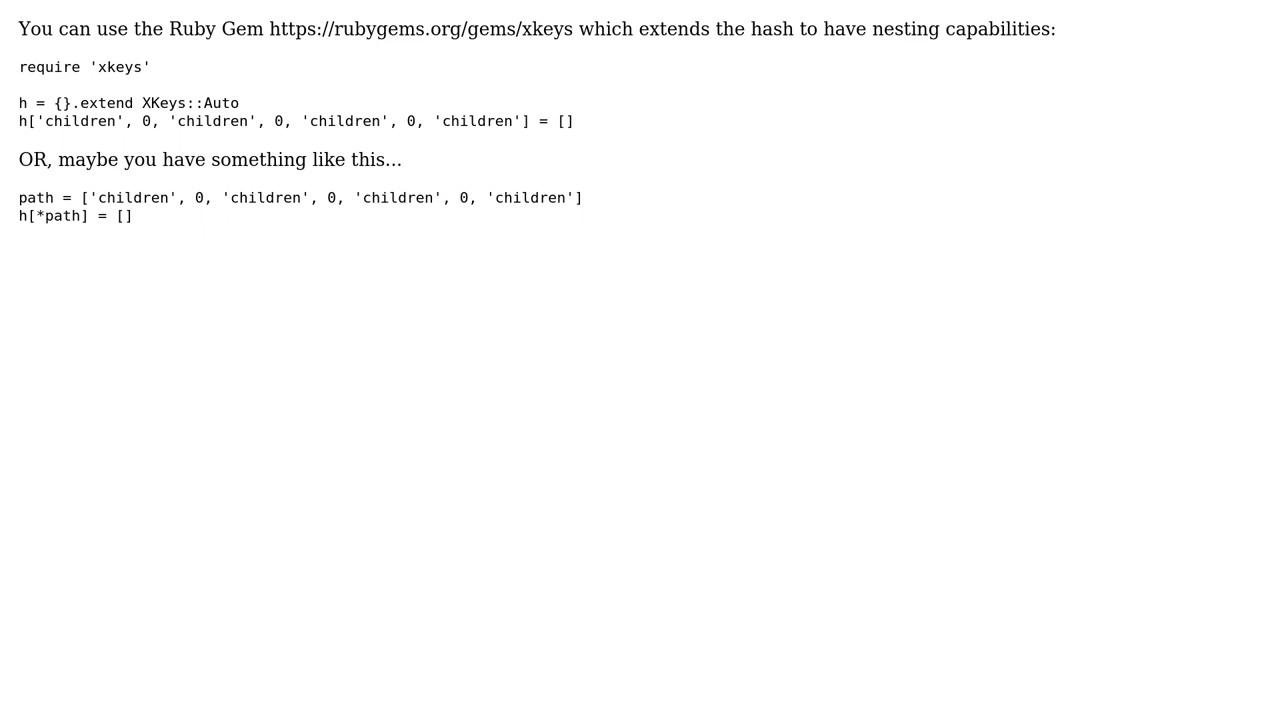 You can use the Ruby Gem https://rubygems.org/gems/xkeys which extends the hash to have nesting capabilities:
require 'xkeys'
h = {}.extend XKeys::Auto
h['children', 0, 'children', 0, 'children', 0, 'children'] = []
OR, maybe you have something like this...
path = ['children', 0, 'children', 0, 'children', 0, 'children']
h[*path] = []